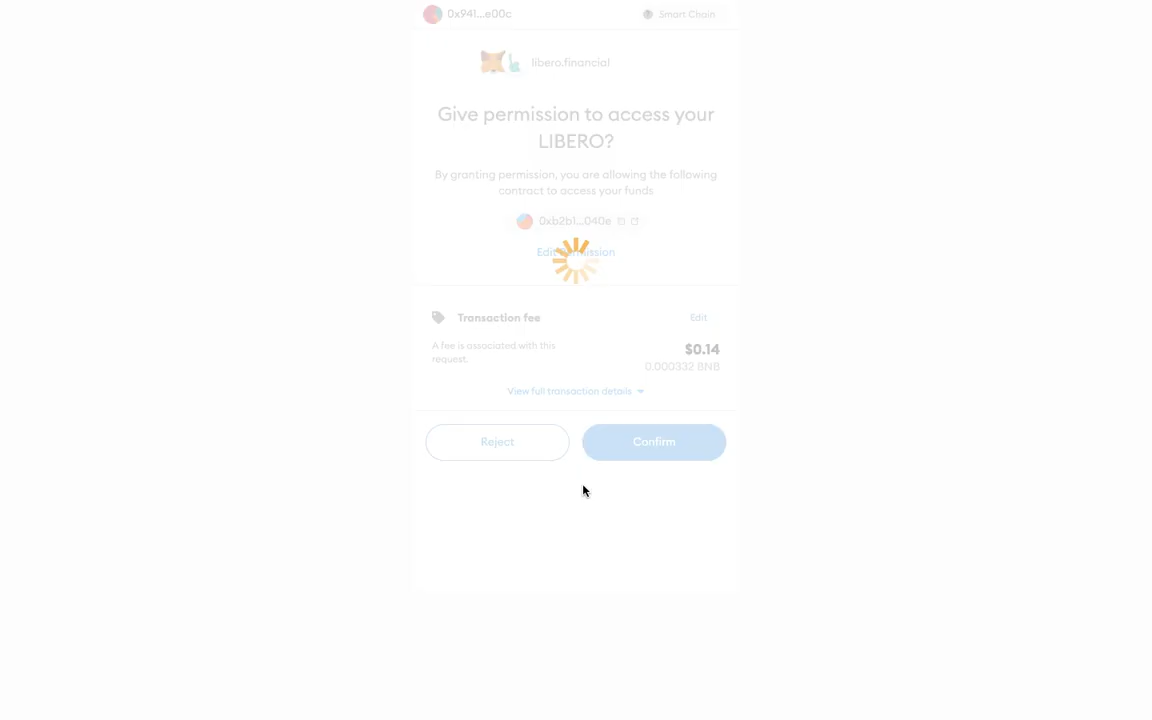 0x941...e00c
Smart Chain
libero.financial
Give permission to access your
LIBERO?
By granting permission, you are allowing the following
contract to access your funds
0xb2b1...040e
Edit Permission
Transaction fee
Edit
A fee is associated with this
request.
$0.14
0.000332 BNB
View full transaction details
Reject
Confirm